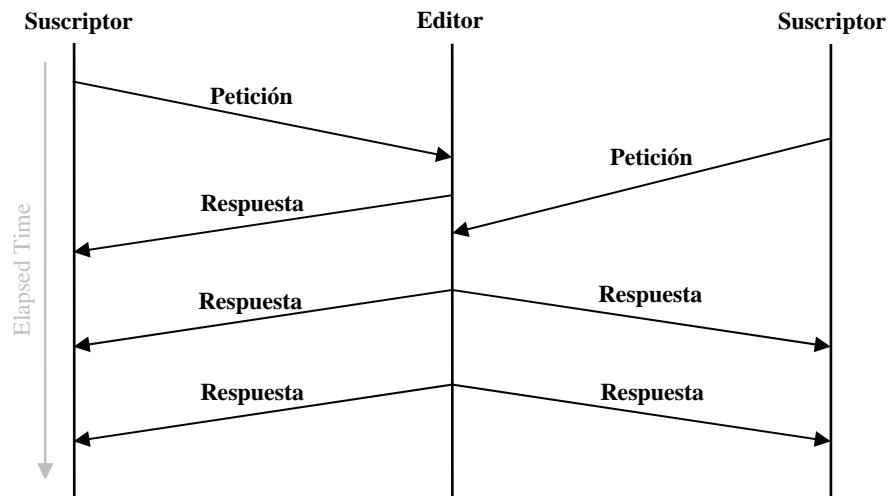 Suscriptor
Editor
Suscriptor
Petición
Petición
Respuesta
Respuesta
Respuesta
Respuesta
Respuesta
Elapsed Time